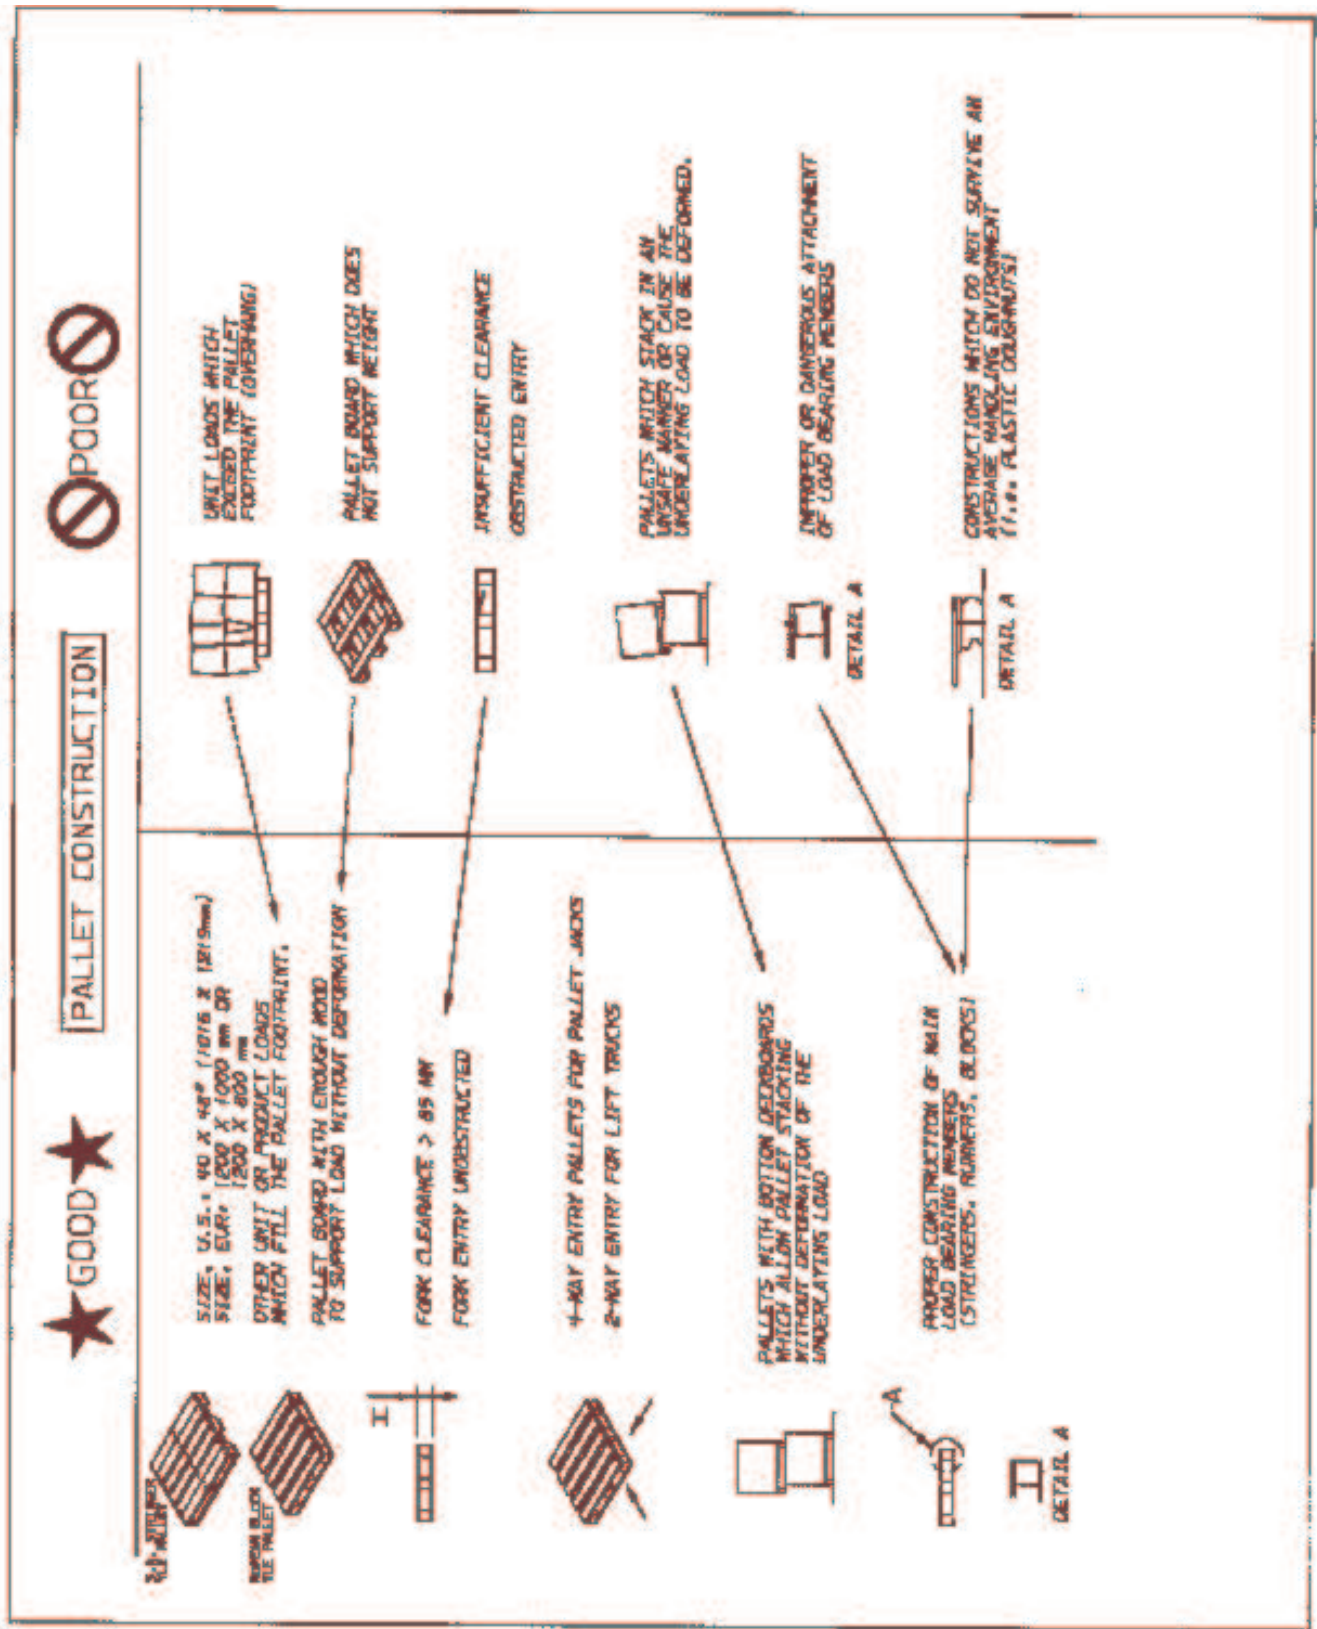 PALLET CONSTRUCTION
GOOD
POOR
SIZE, U.S.: 40 X 48" (1016 X 1219mm)
SIZE, EUR: 1200 X 1000 mm OR
1200 X 800 mm
OTHER UNIT OR PRODUCT LOADS
WHICH FILL THE PALLET FOOTPRINT.
PALLET BOARD WITH ENOUGH WOOD
TO SUPPORT LOAD WITHOUT DEFORMATION
FORK CLEARANCE > 85 MM
FORK ENTRY UNOBSTRUCTED
4-WAY ENTRY PALLETS FOR PALLET JACKS
2-WAY ENTRY FOR LIFT TRUCKS
PALLETS WITH BOTTOM DECKBOARDS
WHICH ALLOW PALLET STACKING
WITHOUT DEFORMATION OF THE
UNDERLAYING LOAD
PROPER CONSTRUCTION OF MAIN
LOAD BEARING MEMBERS
(STRINGERS, RUNNERS, BLOCKS)
A
DETAIL A
BLOCK
PALLET
UNIT LOADS WHICH
EXCEED THE PALLET
FOOTPRINT (OVERHANG)
PALLET BOARD WHICH DOES
NOT SUPPORT WEIGHT
INSUFFICIENT CLEARANCE
OBSTRUCTED ENTRY
PALLETS WHICH STACK IN AN
UNSAFE MANNER OR CAUSE THE
UNDERLAYING LOAD TO BE DEFORMED.
IMPROPER OR DANGEROUS ATTACHMENT
OF LOAD BEARING MEMBERS
DETAIL A
CONSTRUCTIONS WHICH DO NOT SURVIVE AN
AVERAGE HANDLING ENVIRONMENT
(i.e. PLASTIC DOUGHNUTS)
DETAIL A